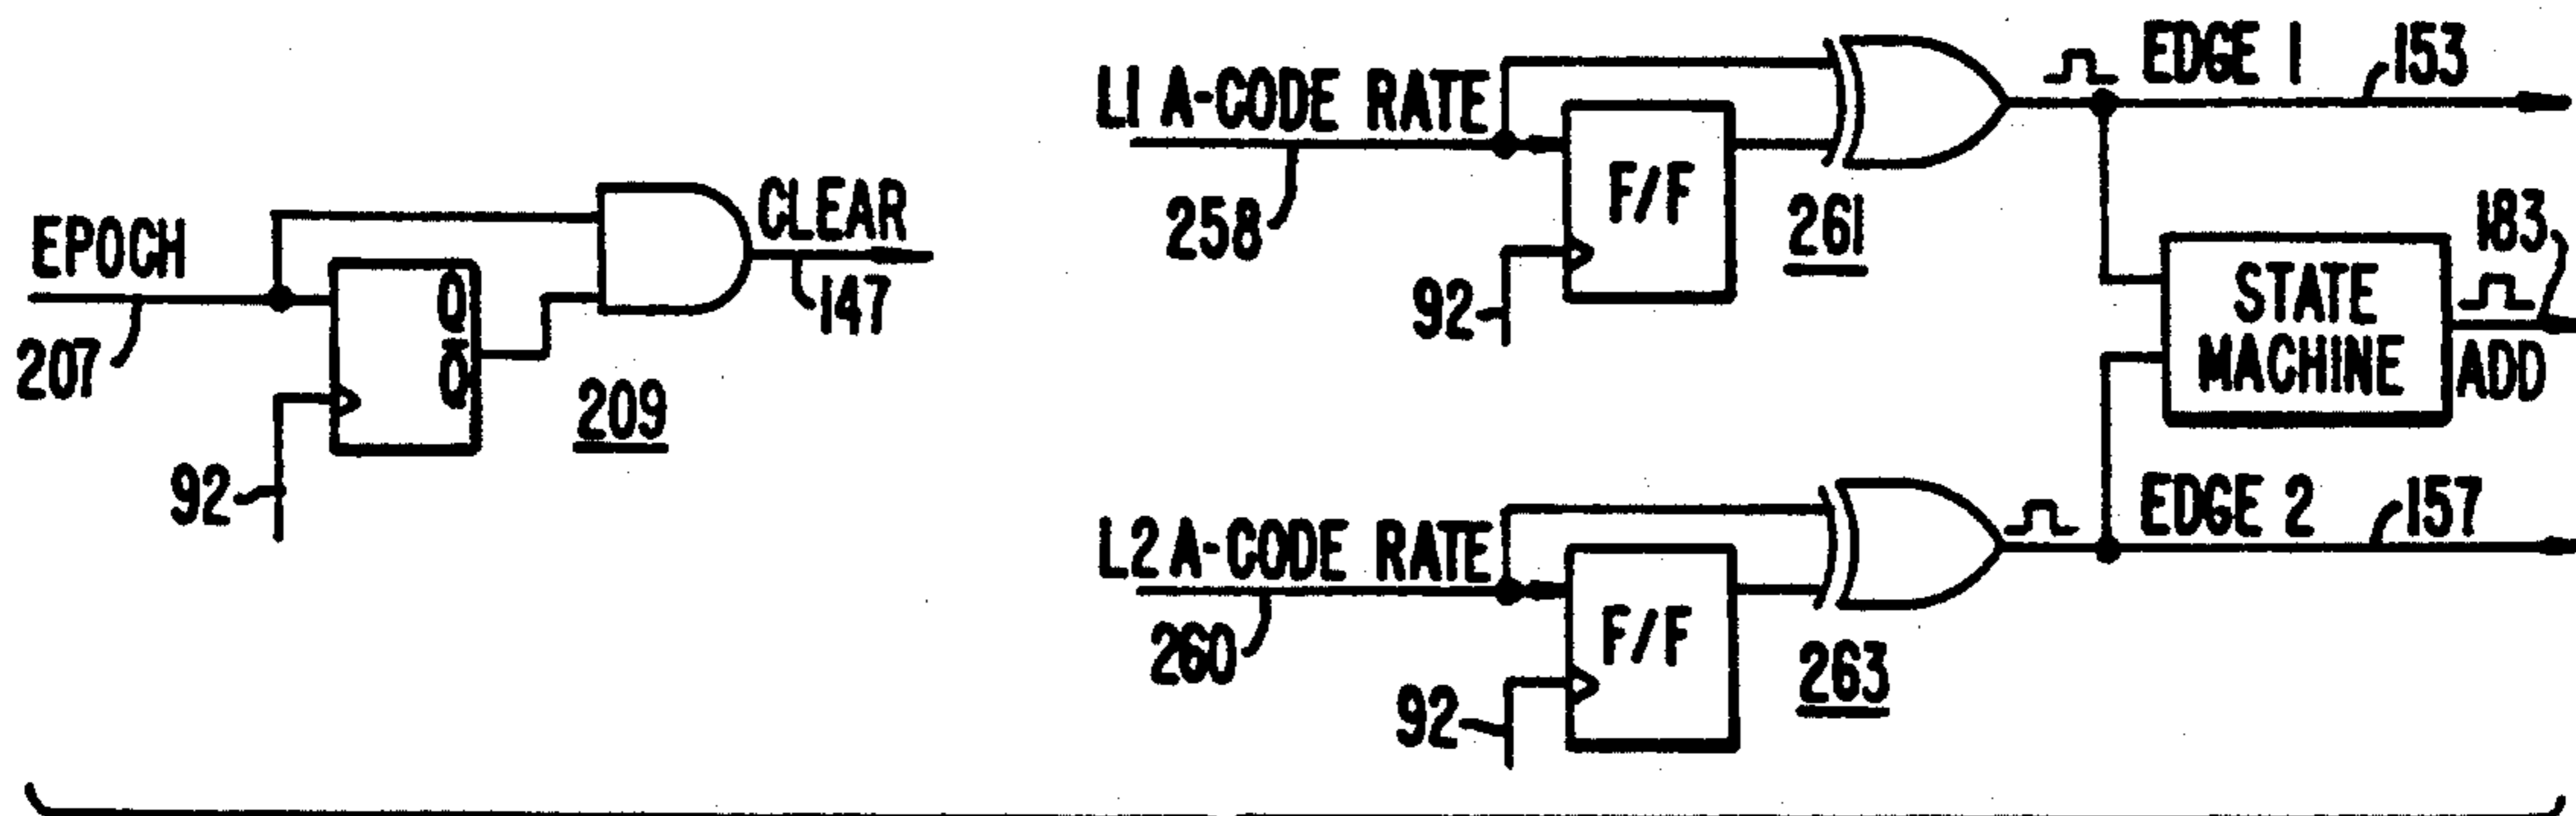 EPOCH
207
92
Q
Q̅
209
CLEAR
147
L1 A-CODE RATE
258
92
F/F
261
EDGE 1
153
STATE
MACHINE
183
ADD
L2 A-CODE RATE
260
92
F/F
263
EDGE 2
157